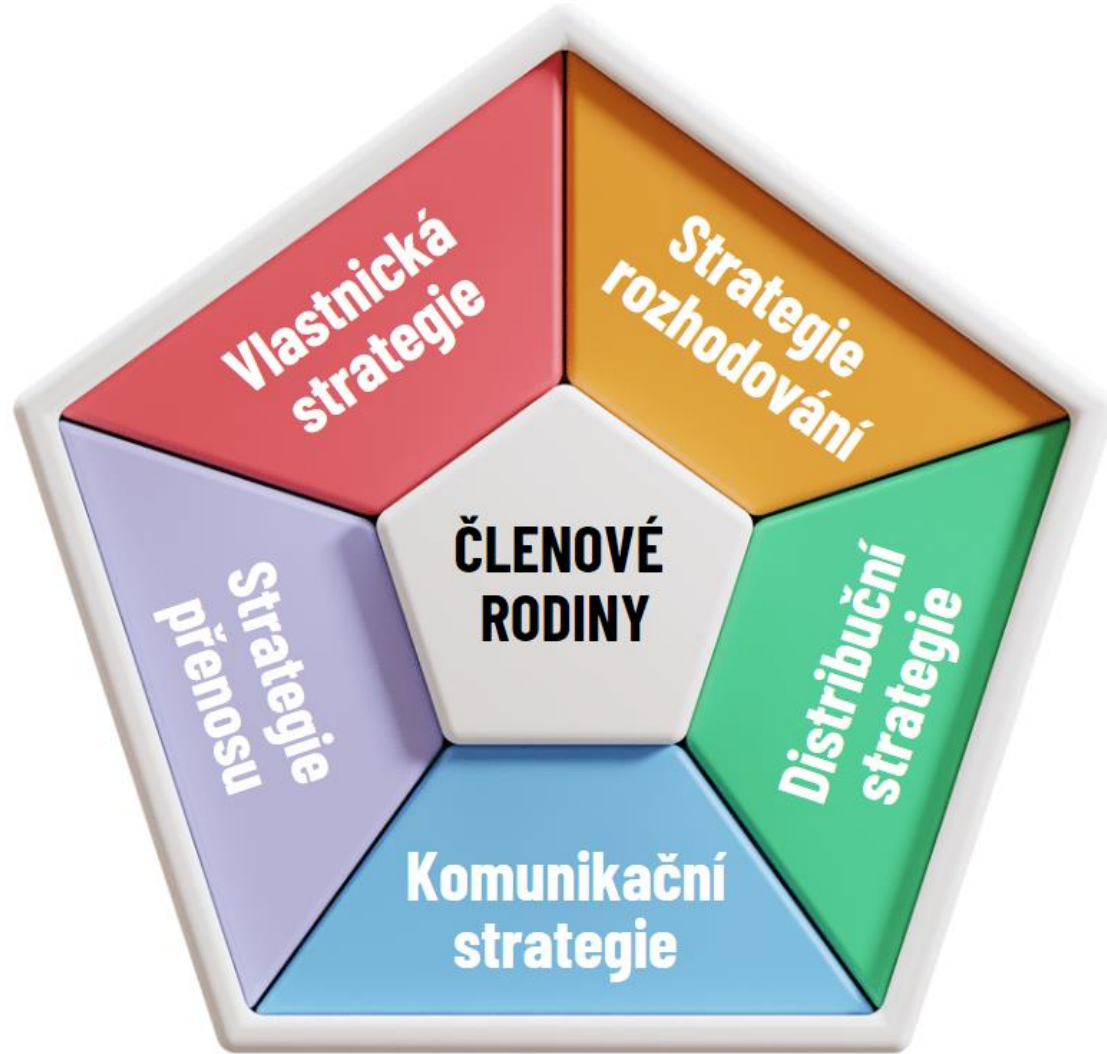 Vlastnická
strategie
Strategie
rozhodování
ČLENOVÉ
RODINY
Strategie
přenosu
Distribuční
strategie
Komunikační
strategie